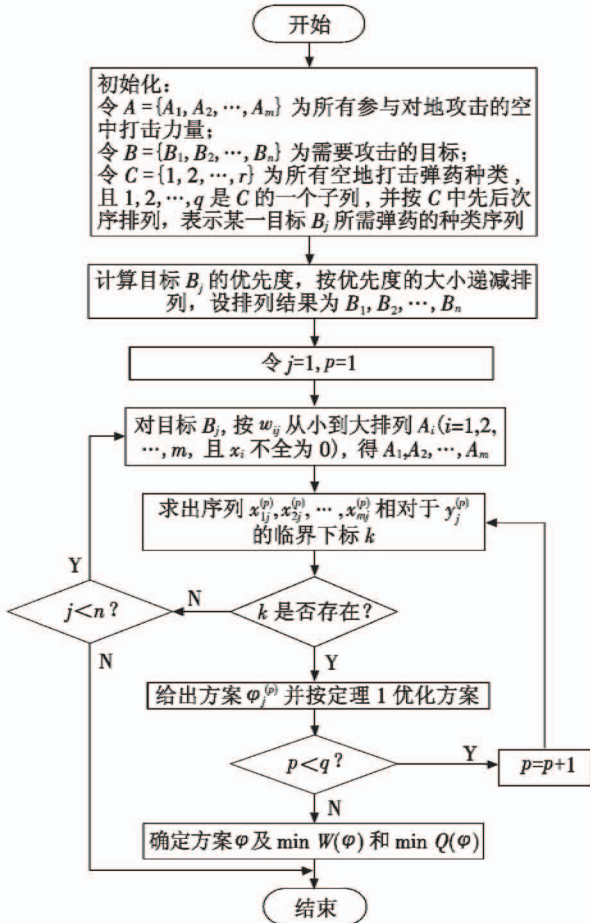 开始
初始化：
令 A = {A₁, A₂, ⋯, Aₘ} 为所有参与对地攻击的空
中打击力量；
令 B = {B₁, B₂, ⋯, Bₙ} 为需要攻击的目标；
令 C = {1, 2, ⋯, r} 为所有空地打击弹药种类，
且 1, 2, ⋯, q 是 C 的一个子列，并按 C 中先后次
序排列，表示某一目标 Bⱼ 所需弹药的种类序列
计算目标 Bⱼ 的优先度，按优先度的大小递减排
列，设排列结果为 B₁, B₂, ⋯, Bₙ
令 j=1, p=1
对目标 Bⱼ, 按 wᵢⱼ 从小到大排列 Aᵢ(i=1,2,
⋯, m, 且 xᵢ 不全为 0)，得 A₁,A₂, ⋯, Aₘ
求出序列 x₁ⱼ⁽ᵖ⁾,x₂ⱼ⁽ᵖ⁾, ⋯, xₘⱼ⁽ᵖ⁾ 相对于 yⱼ⁽ᵖ⁾
的临界下标 k
Y
j<n？
N
k 是否存在？
N
Y
给出方案 φⱼ⁽ᵖ⁾ 并按定理 1 优化方案
p<q？
Y
p=p+1
N
确定方案 φ 及 min W(φ) 和 min Q(φ)
结束